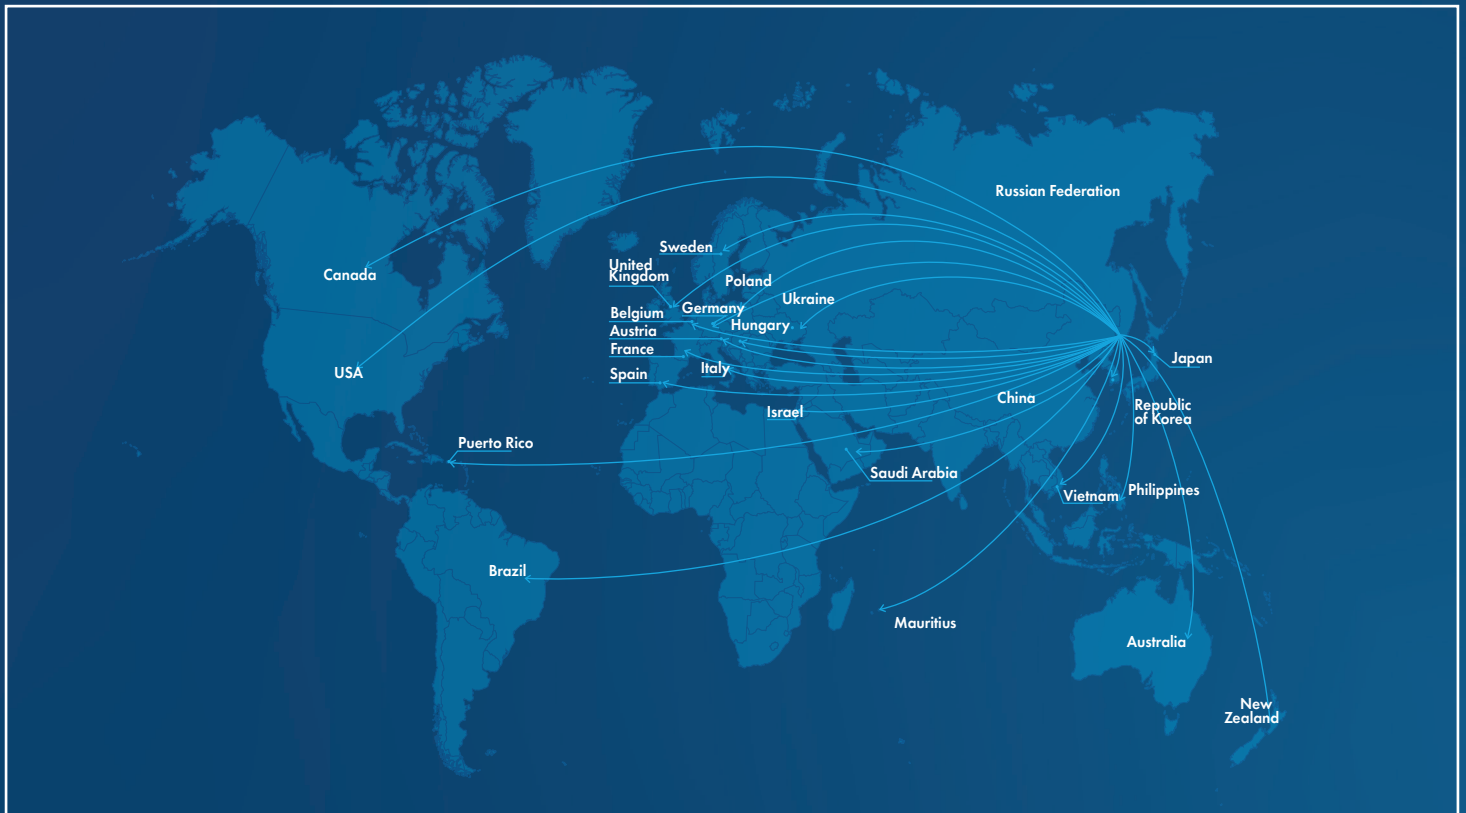 Russian Federation
Sweden
United
Kingdom
Canada
Poland
Ukraine
Germany
Belgium
Hungary
Austria
France
Japan
Italy
USA
Spain
China
Republic
of Korea
Israel
Puerto Rico
Saudi Arabia
Philippines
Vietnam
Brazil
Mauritius
Australia
New
Zealand